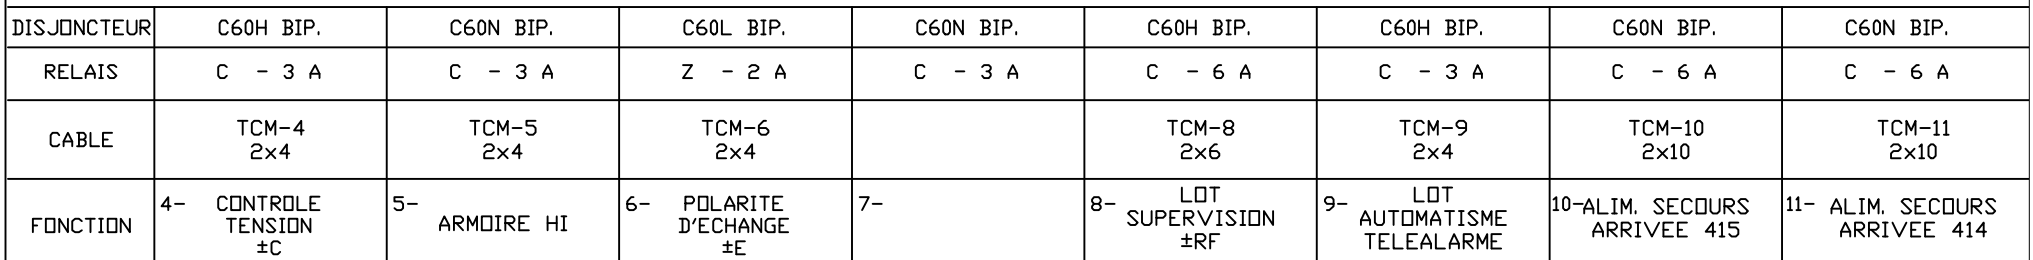 DISJONCTEUR C60H BIP. C60N BIP. C60L BIP. C60N BIP. C60H BIP. C60H BIP. C60N BIP. C60N BIP.
RELAIS C - 3 A C - 3 A Z - 2 A C - 3 A C - 6 A C - 3 A C - 6 A C - 6 A
CABLE TCM-4 TCM-5 TCM-6 TCM-8 TCM-9 TCM-10 TCM-11
2x4 2x4 2x4 2x6 2x4 2x10 2x10
FONCTION
4- CONTROLE
TENSION
±C
5- ARMOIRE HI
6- POLARITE
D'ECHANGE
±E
7-
8- LOT
SUPERVISION
±RF
9- LOT
AUTOMATISME
TELEALARME
10-ALIM. SECOURS
ARRIVEE 415
11- ALIM. SECOURS
ARRIVEE 414